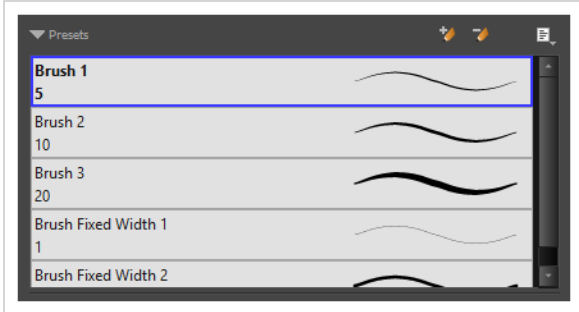 Presets
Brush 1
5
Brush 2
10
Brush 3
20
Brush Fixed Width 1
1
Brush Fixed Width 2